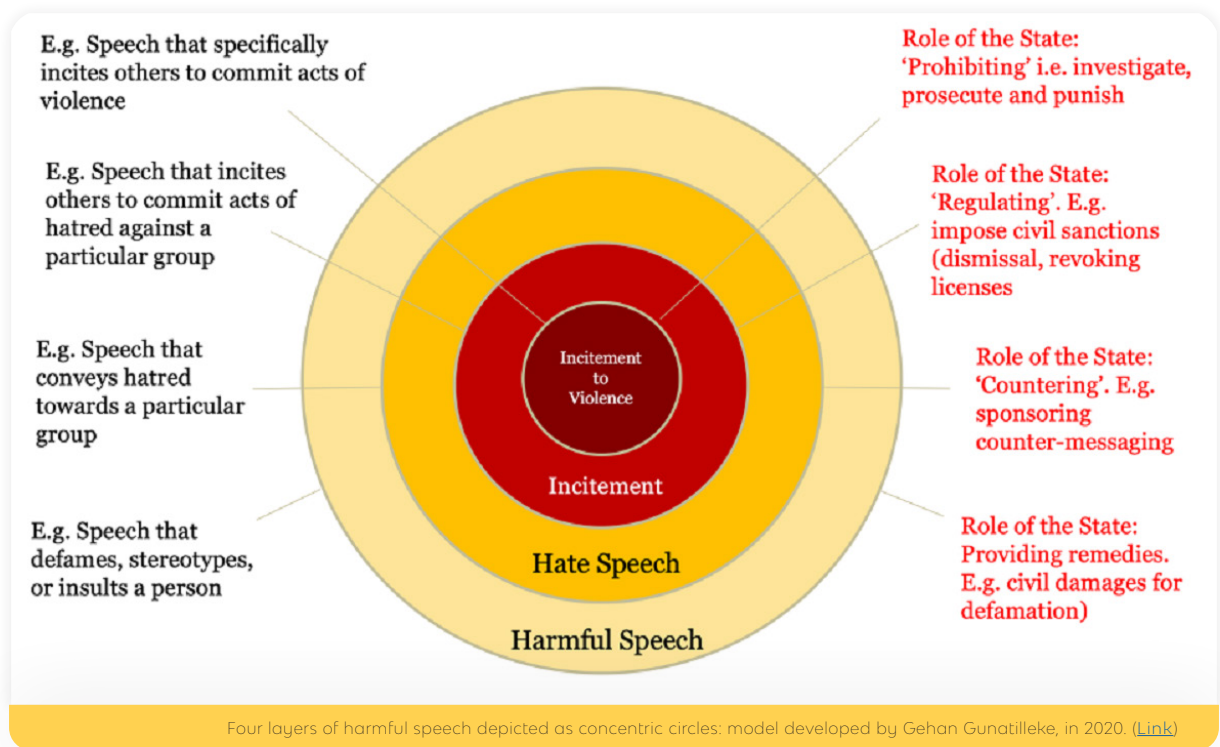 E.g. Speech that specifically
incites others to commit acts of
violence
E.g. Speech that incites
others to commit acts of
hatred against a
particular group
E.g. Speech that
conveys hatred
towards a particular
group
E.g. Speech that
defames, stereotypes,
or insults a person
Incitement
to
Violence
Incitement
Hate Speech
Harmful Speech
Role of the State:
‘Prohibiting’ i.e. investigate,
prosecute and punish
Role of the State:
‘Regulating’. E.g.
impose civil sanctions
(dismissal, revoking
licenses
Role of the State:
‘Countering’. E.g.
sponsoring
counter-messaging
Role of the State:
Providing remedies.
E.g. civil damages for
defamation)
Four layers of harmful speech depicted as concentric circles: model developed by Gehan Gunatilleke, in 2020. (Link)